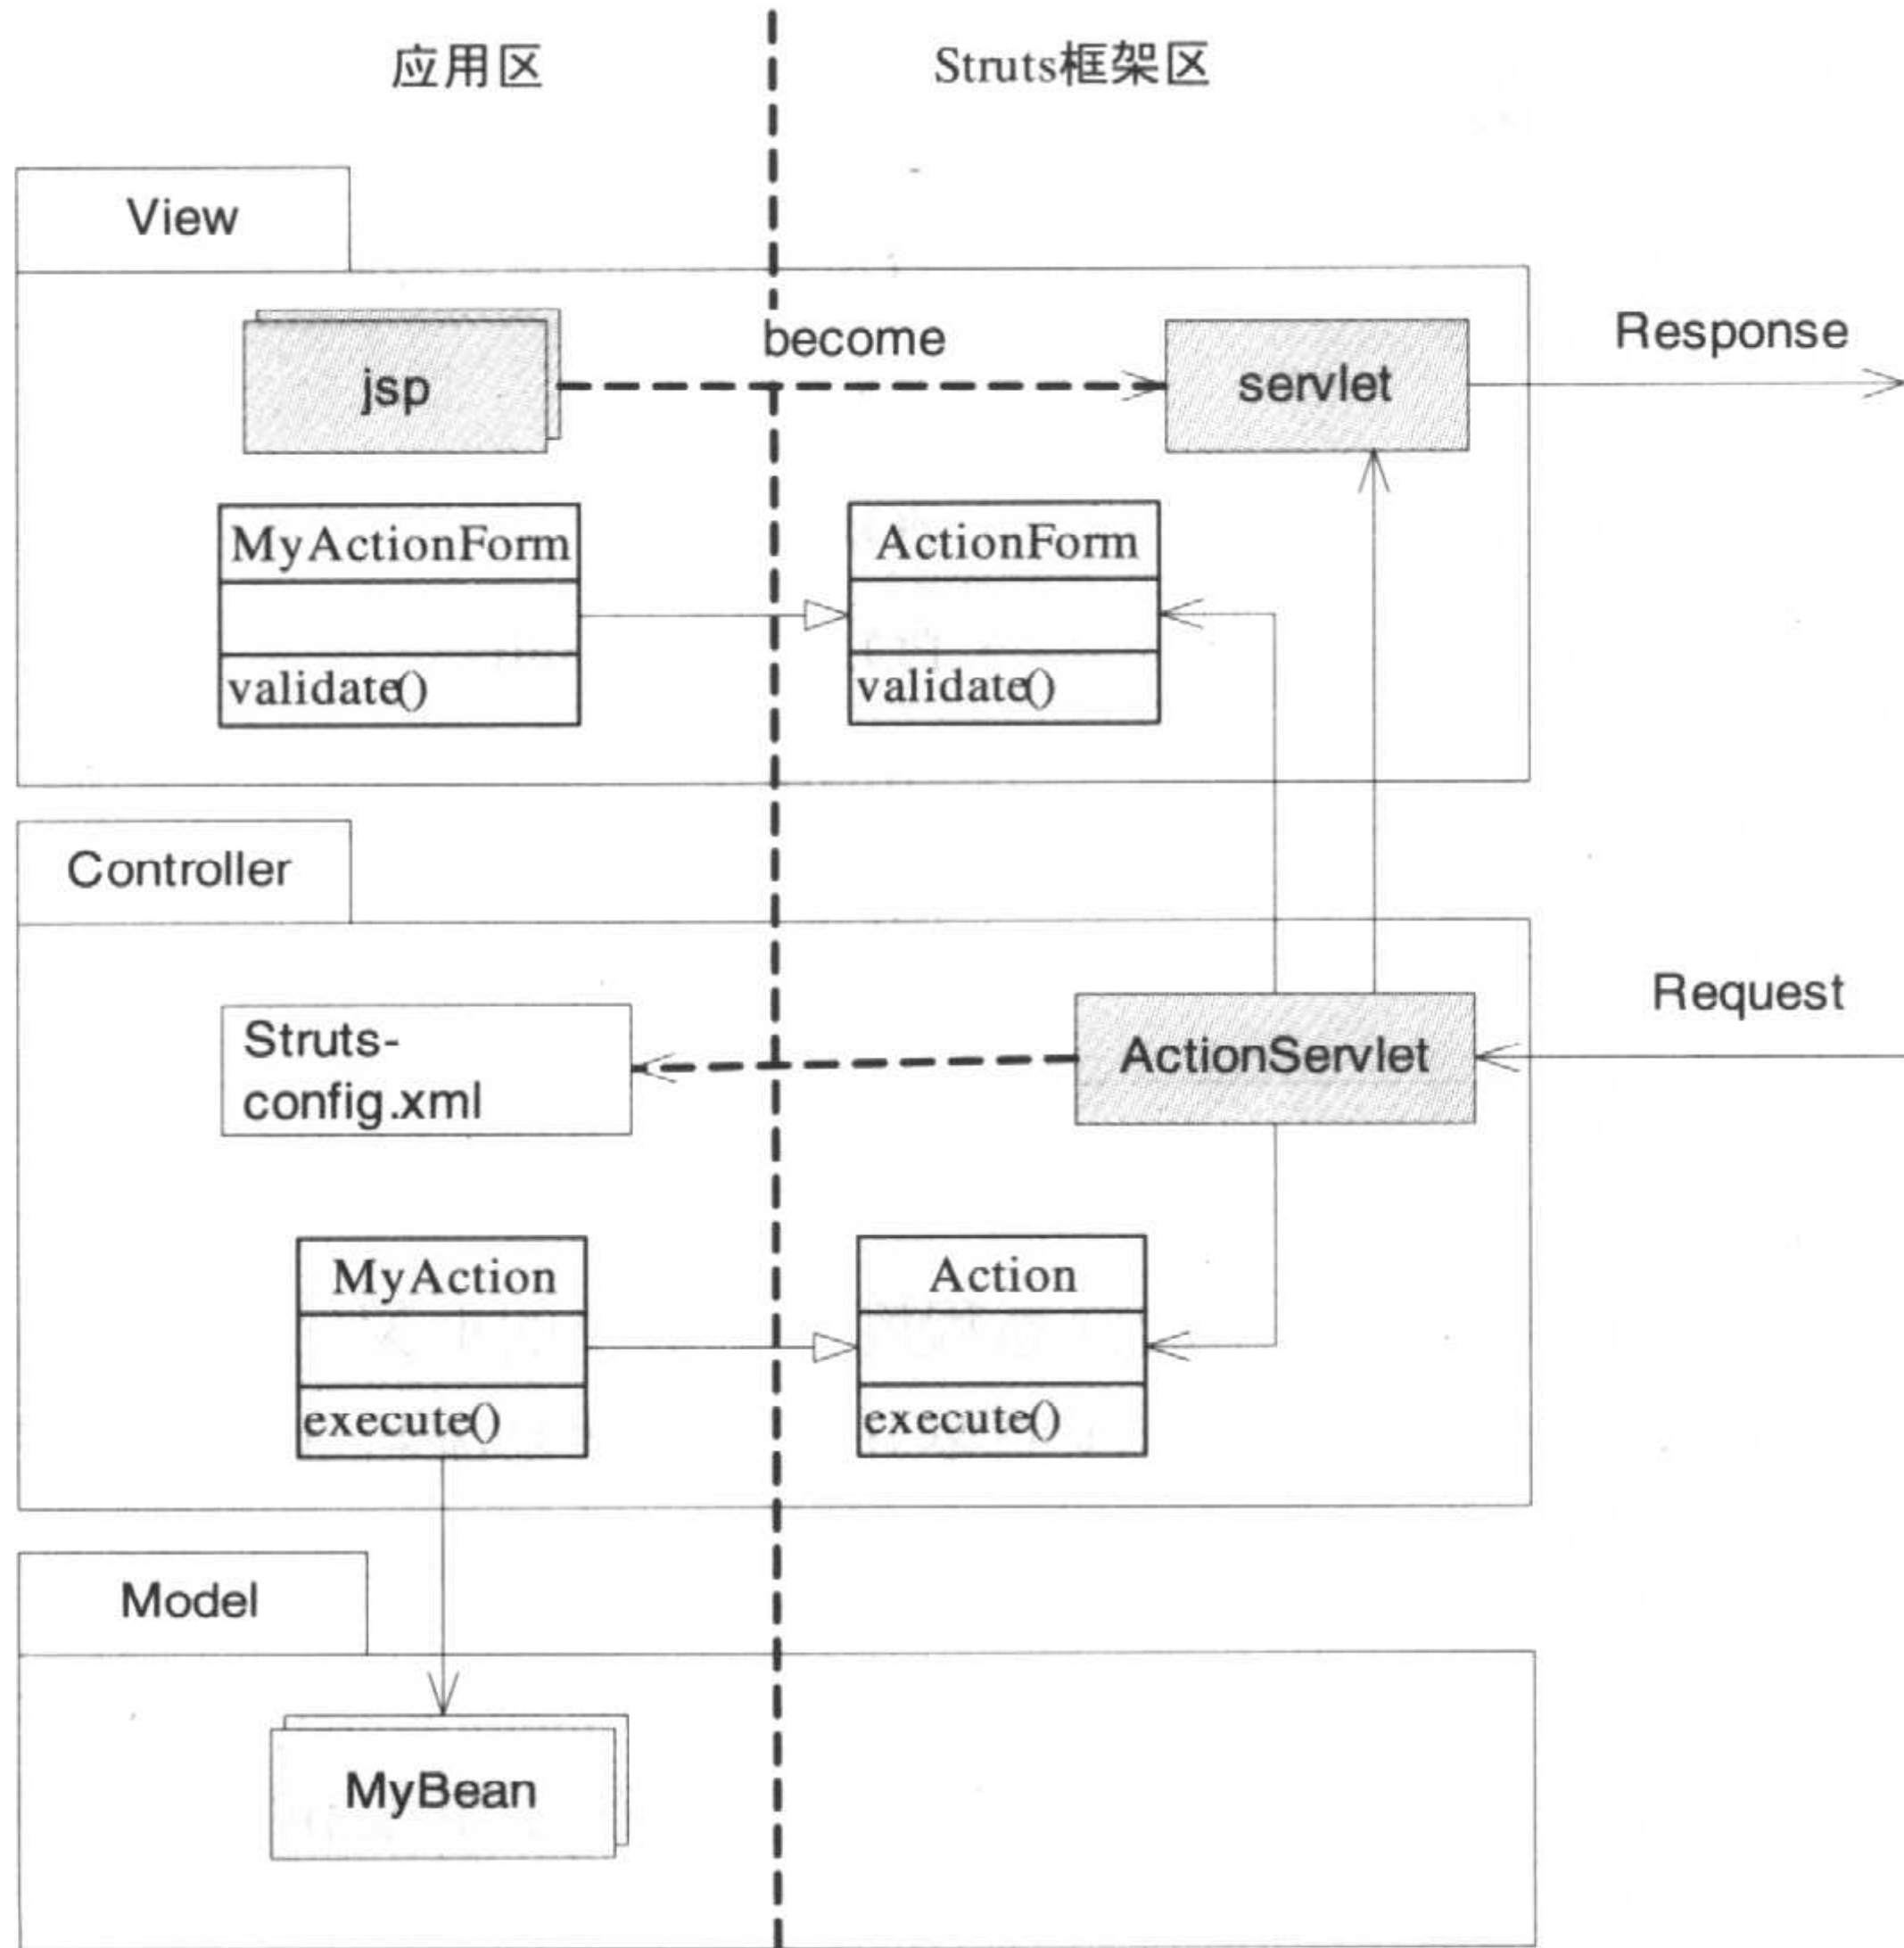 应用区
Struts框架区
View
jsp
become
servlet
Response
MyActionForm
validate()
ActionForm
validate()
Controller
Struts-
config.xml
ActionServlet
Request
MyAction
execute()
Action
execute()
Model
MyBean